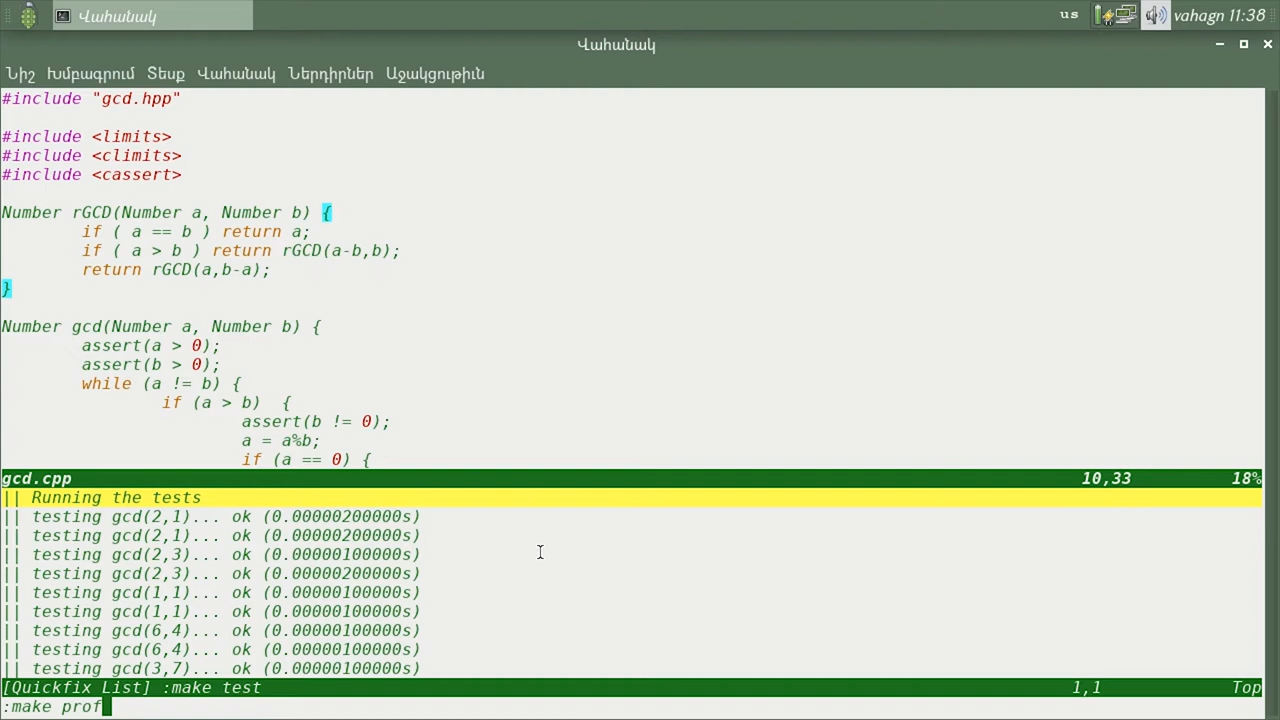 Վահանակ
us
vahagn 11:38
Վահանակ
Նիշ Խմբագրում Տեսք Վահանակ Ներդիրներ Աջակցութիւն
#include "gcd.hpp"
#include <limits>
#include <climits>
#include <cassert>
Number rGCD(Number a, Number b) {
if ( a == b ) return a;
if ( a > b ) return rGCD(a-b,b);
return rGCD(a,b-a);
}
Number gcd(Number a, Number b) {
assert(a > 0);
assert(b > 0);
while (a != b) {
if (a > b)  {
assert(b != 0);
a = a%b;
if (a == 0) {
gcd.cpp 10,33 18%
|| Running the tests
|| testing gcd(2,1)... ok (0.00000200000s)
|| testing gcd(2,1)... ok (0.00000200000s)
|| testing gcd(2,3)... ok (0.00000100000s)
|| testing gcd(2,3)... ok (0.00000200000s)
|| testing gcd(1,1)... ok (0.00000100000s)
|| testing gcd(1,1)... ok (0.00000100000s)
|| testing gcd(6,4)... ok (0.00000100000s)
|| testing gcd(6,4)... ok (0.00000100000s)
|| testing gcd(3,7)... ok (0.00000100000s)
[Quickfix List] :make test 1,1 Top
:make prof